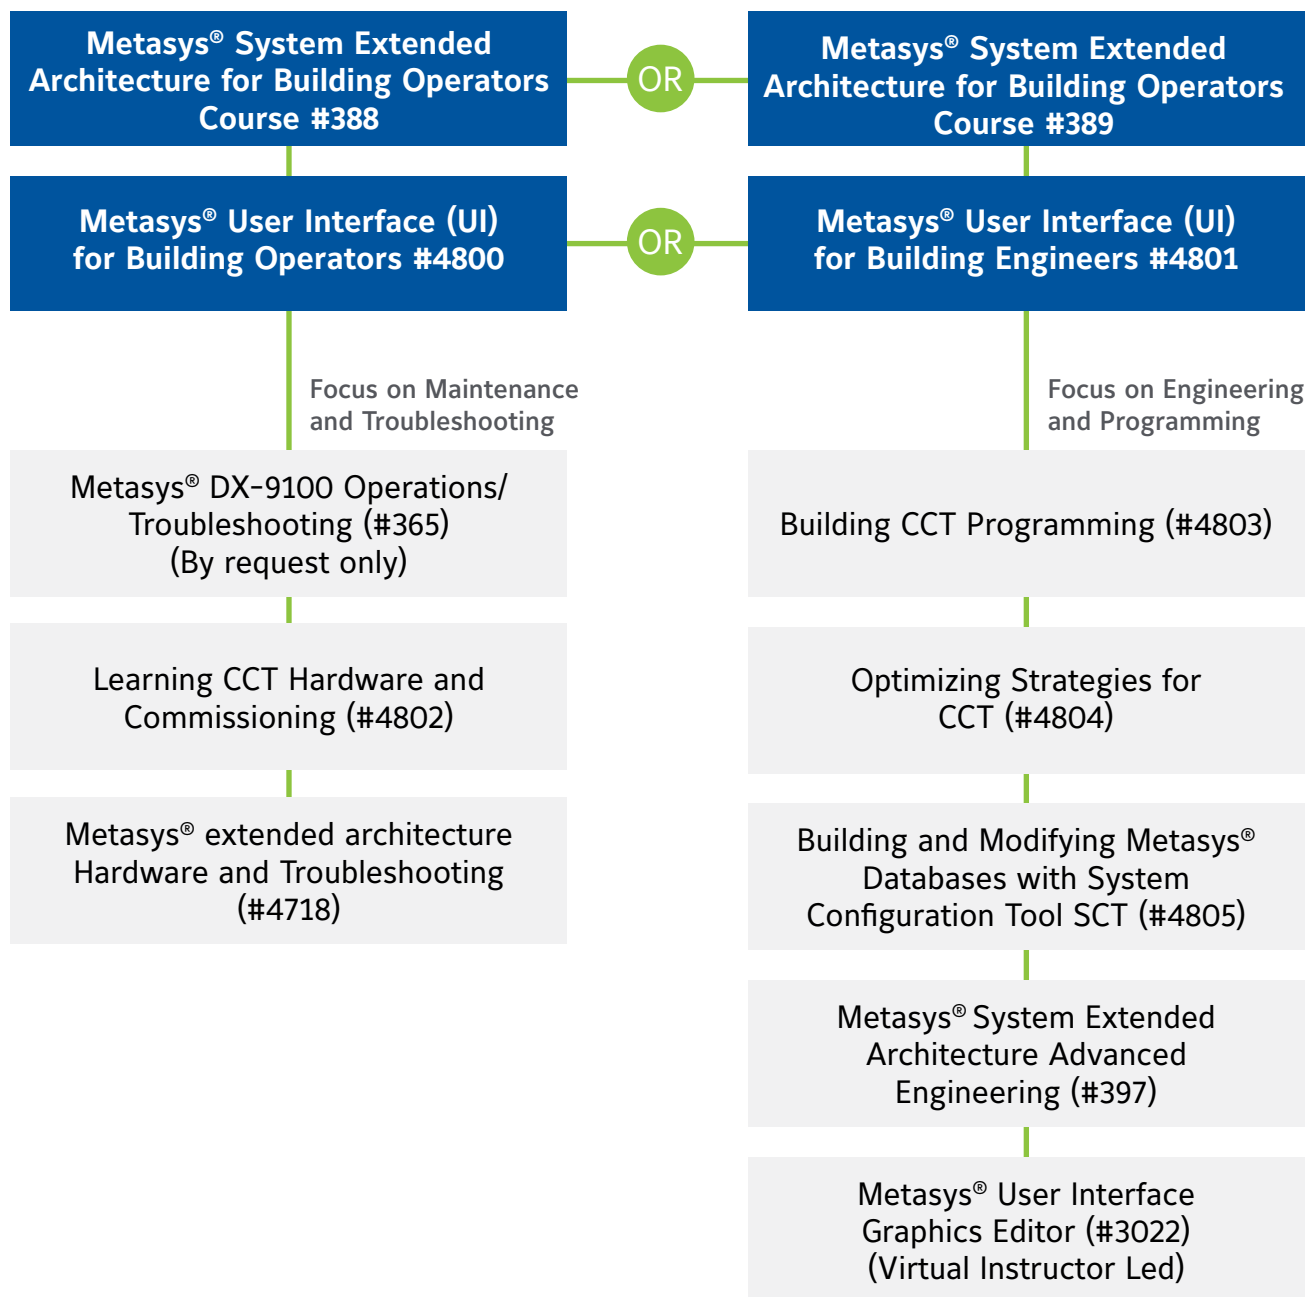 Metasys® System Extended
Architecture for Building Operators
Course #388
OR
Metasys® System Extended
Architecture for Building Operators
Course #389
Metasys® User Interface (UI)
for Building Operators #4800
OR
Metasys® User Interface (UI)
for Building Engineers #4801
Focus on Maintenance
and Troubleshooting
Metasys® DX-9100 Operations/
Troubleshooting (#365)
(By request only)
Learning CCT Hardware and
Commissioning (#4802)
Metasys® extended architecture
Hardware and Troubleshooting
(#4718)
Focus on Engineering
and Programming
Building CCT Programming (#4803)
Optimizing Strategies for
CCT (#4804)
Building and Modifying Metasys®
Databases with System
Configuration Tool SCT (#4805)
Metasys® System Extended
Architecture Advanced
Engineering (#397)
Metasys® User Interface
Graphics Editor (#3022)
(Virtual Instructor Led)